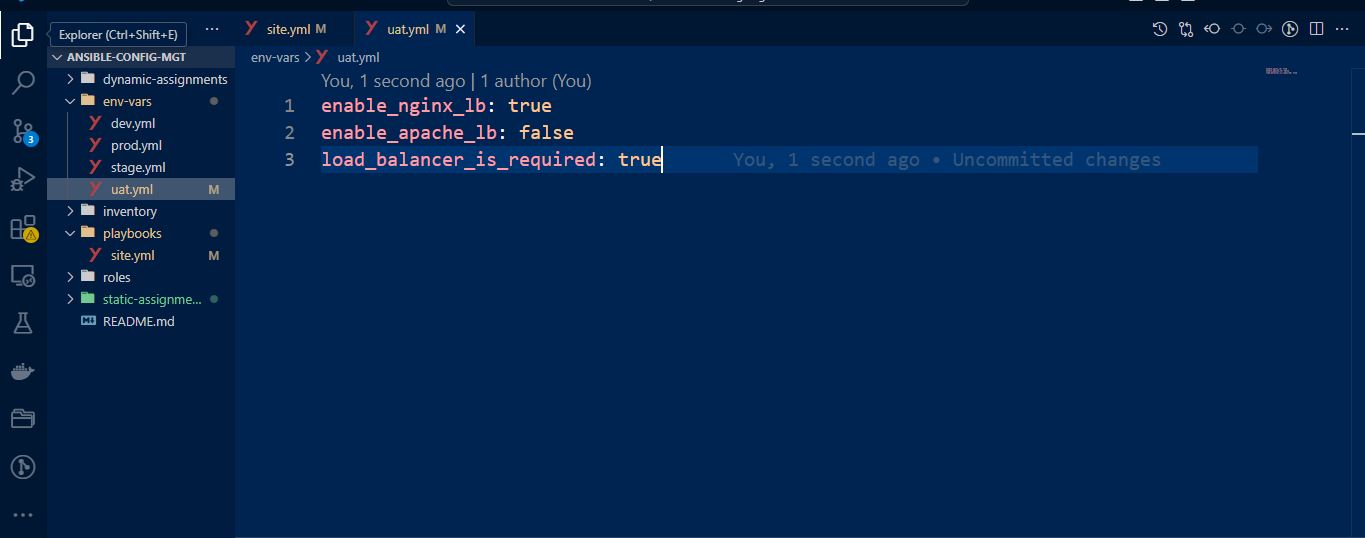 Explorer (Ctrl+Shift+E)
site.yml M
uat.yml M
ANSIBLE-CONFIG-MGT
env-vars > uat.yml
dynamic-assignments
env-vars
dev.yml
prod.yml
stage.yml
uat.yml M
inventory
playbooks
site.yml M
roles
static-assignme...
README.md
3
You, 1 second ago | 1 author (You)
1 enable_nginx_lb: true
2 enable_apache_lb: false
3 load_balancer_is_required: true You, 1 second ago • Uncommitted changes